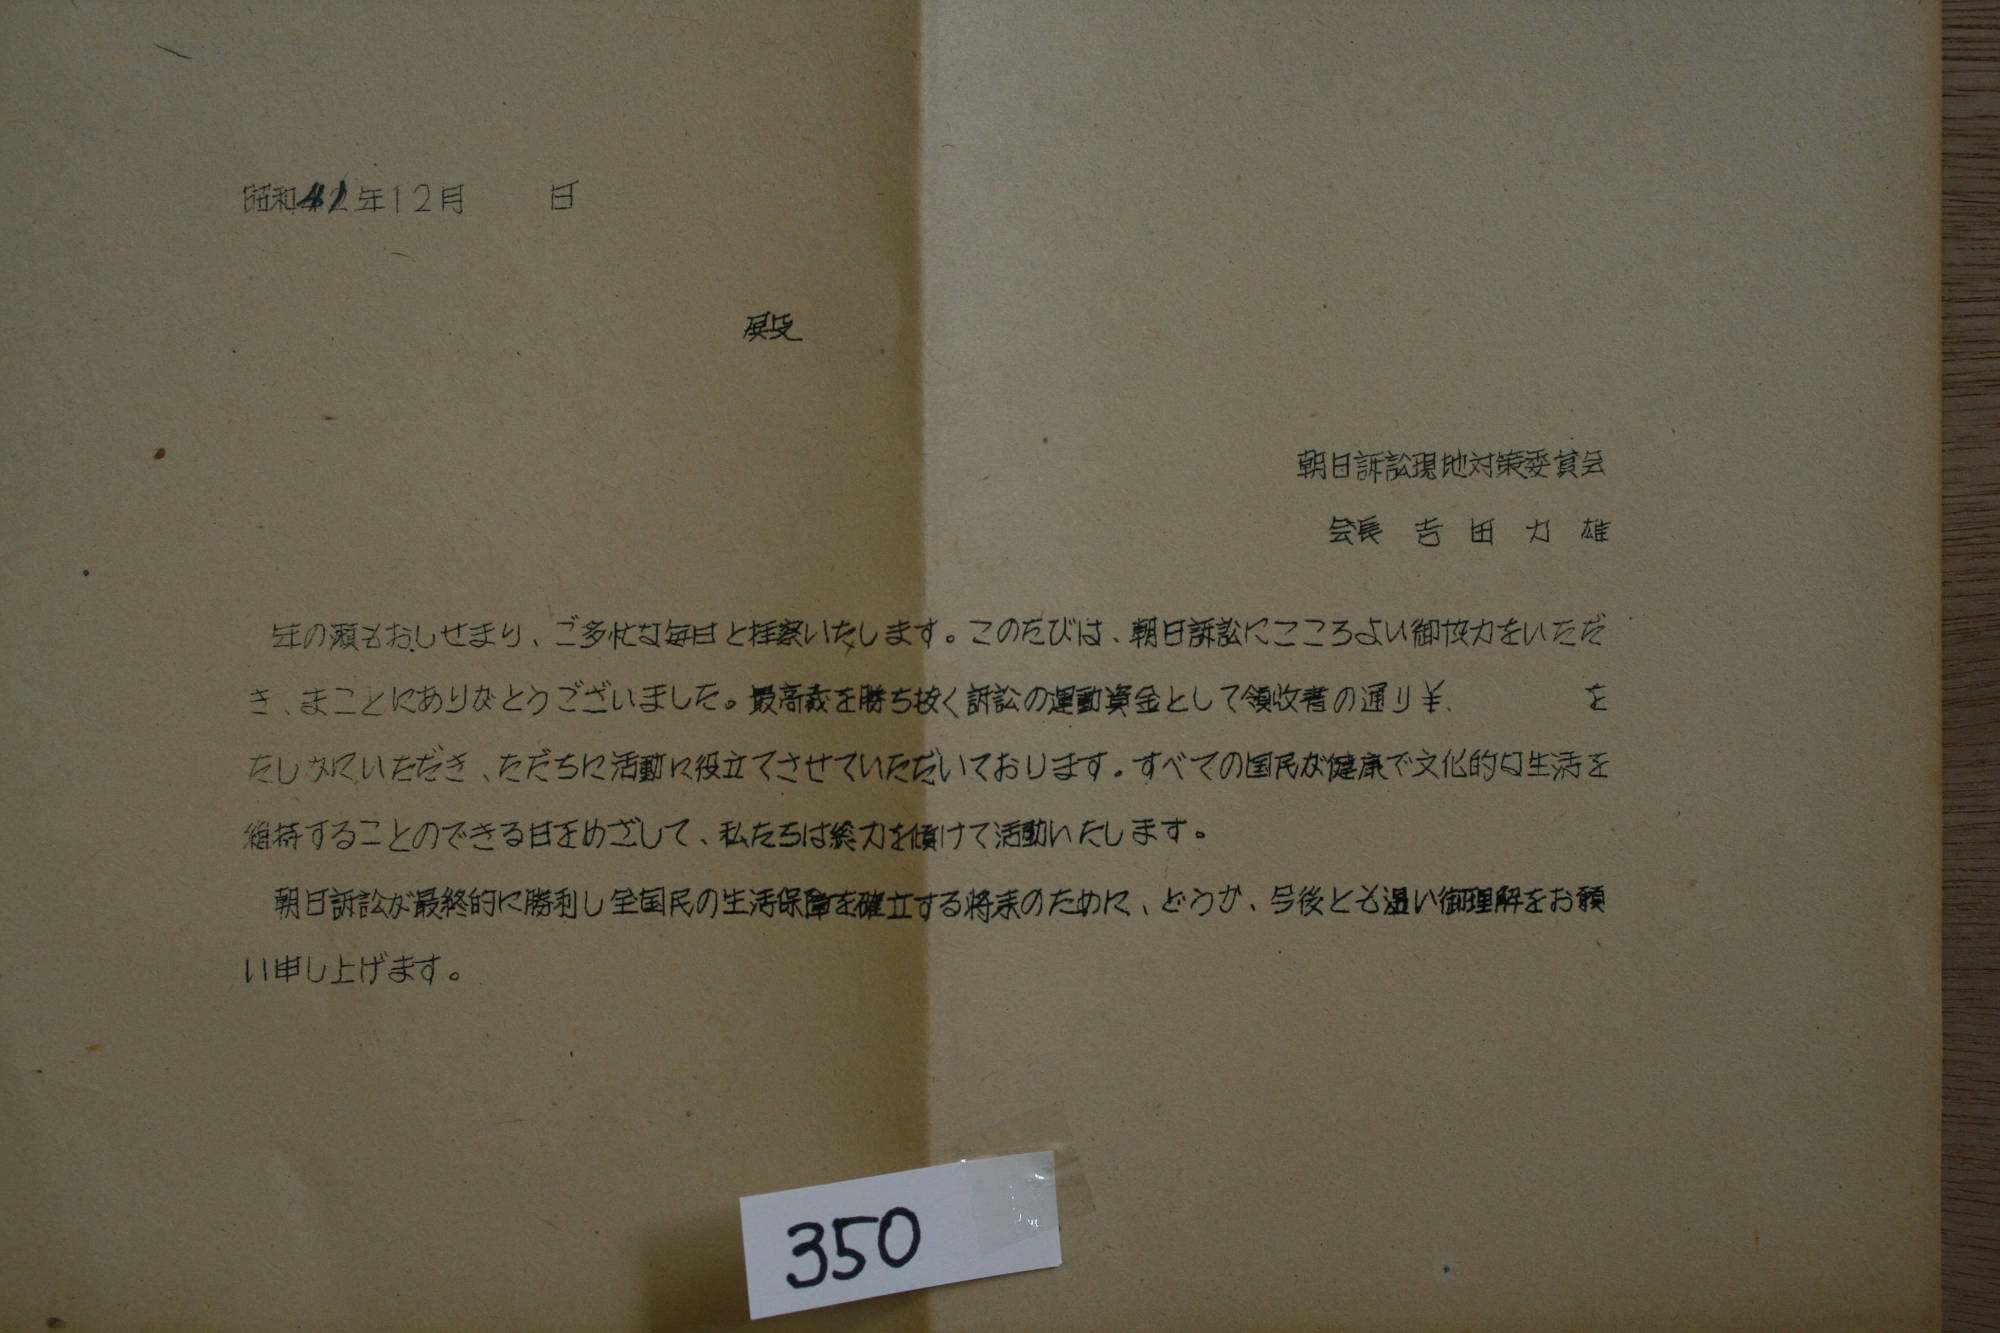 昭和41年12月　　日
殿
朝日訴訟現地対策委員会
会長　吉田力雄
年の瀬もおしせまり、ご多忙な毎日と拝察いたします。このたびは、朝日訴訟にこころよい御協力をいただ
き、まことにありがとうございました。最高裁を勝ち抜く訴訟の運動資金として領収書の通り¥.　　　　を
たしかにいただき、ただちに活動に役立てさせていただいております。すべての国民が健康で文化的な生活を
維持することのできる日をめざして、私たちは総力を傾けて活動いたします。
朝日訴訟が最終的に勝利し全国民の生活保障を確立する将来のために、どうか、今後とも温い御理解をお願
い申し上げます。
350